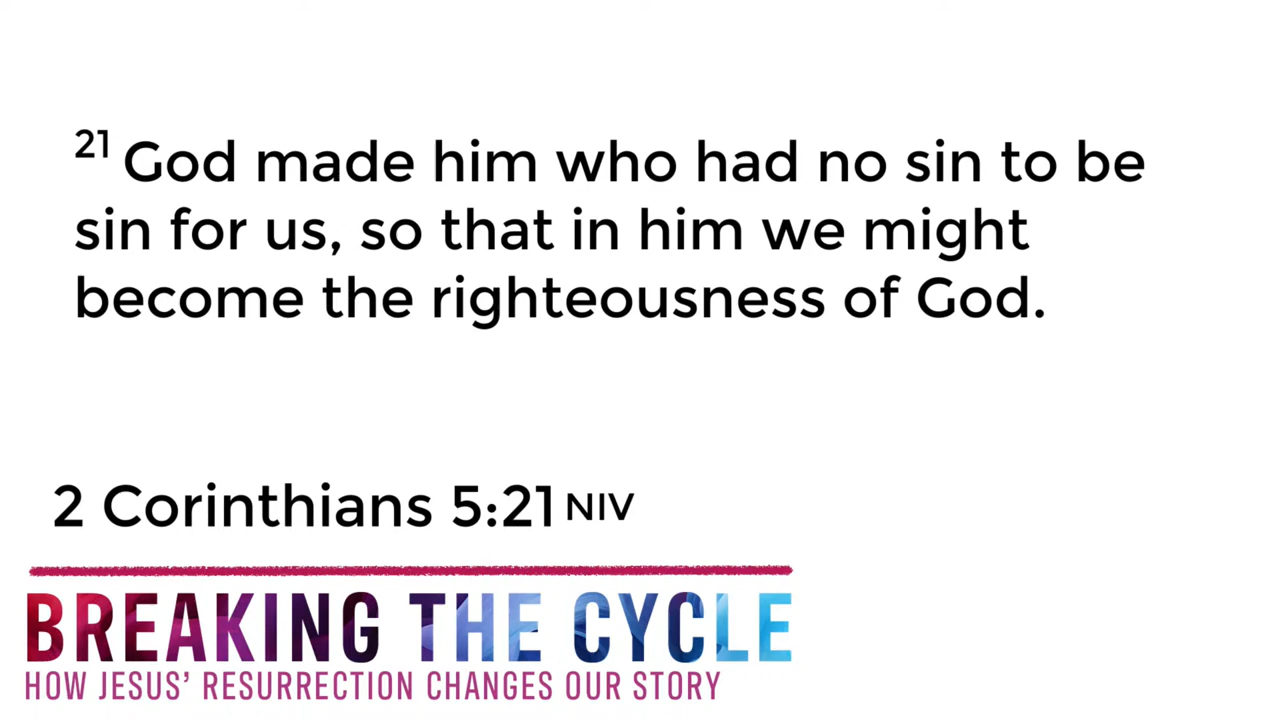 21 God made him who had no sin to be
sin for us, so that in him we might
become the righteousness of God.
2 Corinthians 5:21 NIV
BREAKING THE CYCLE
HOW JESUS’ RESURRECTION CHANGES OUR STORY